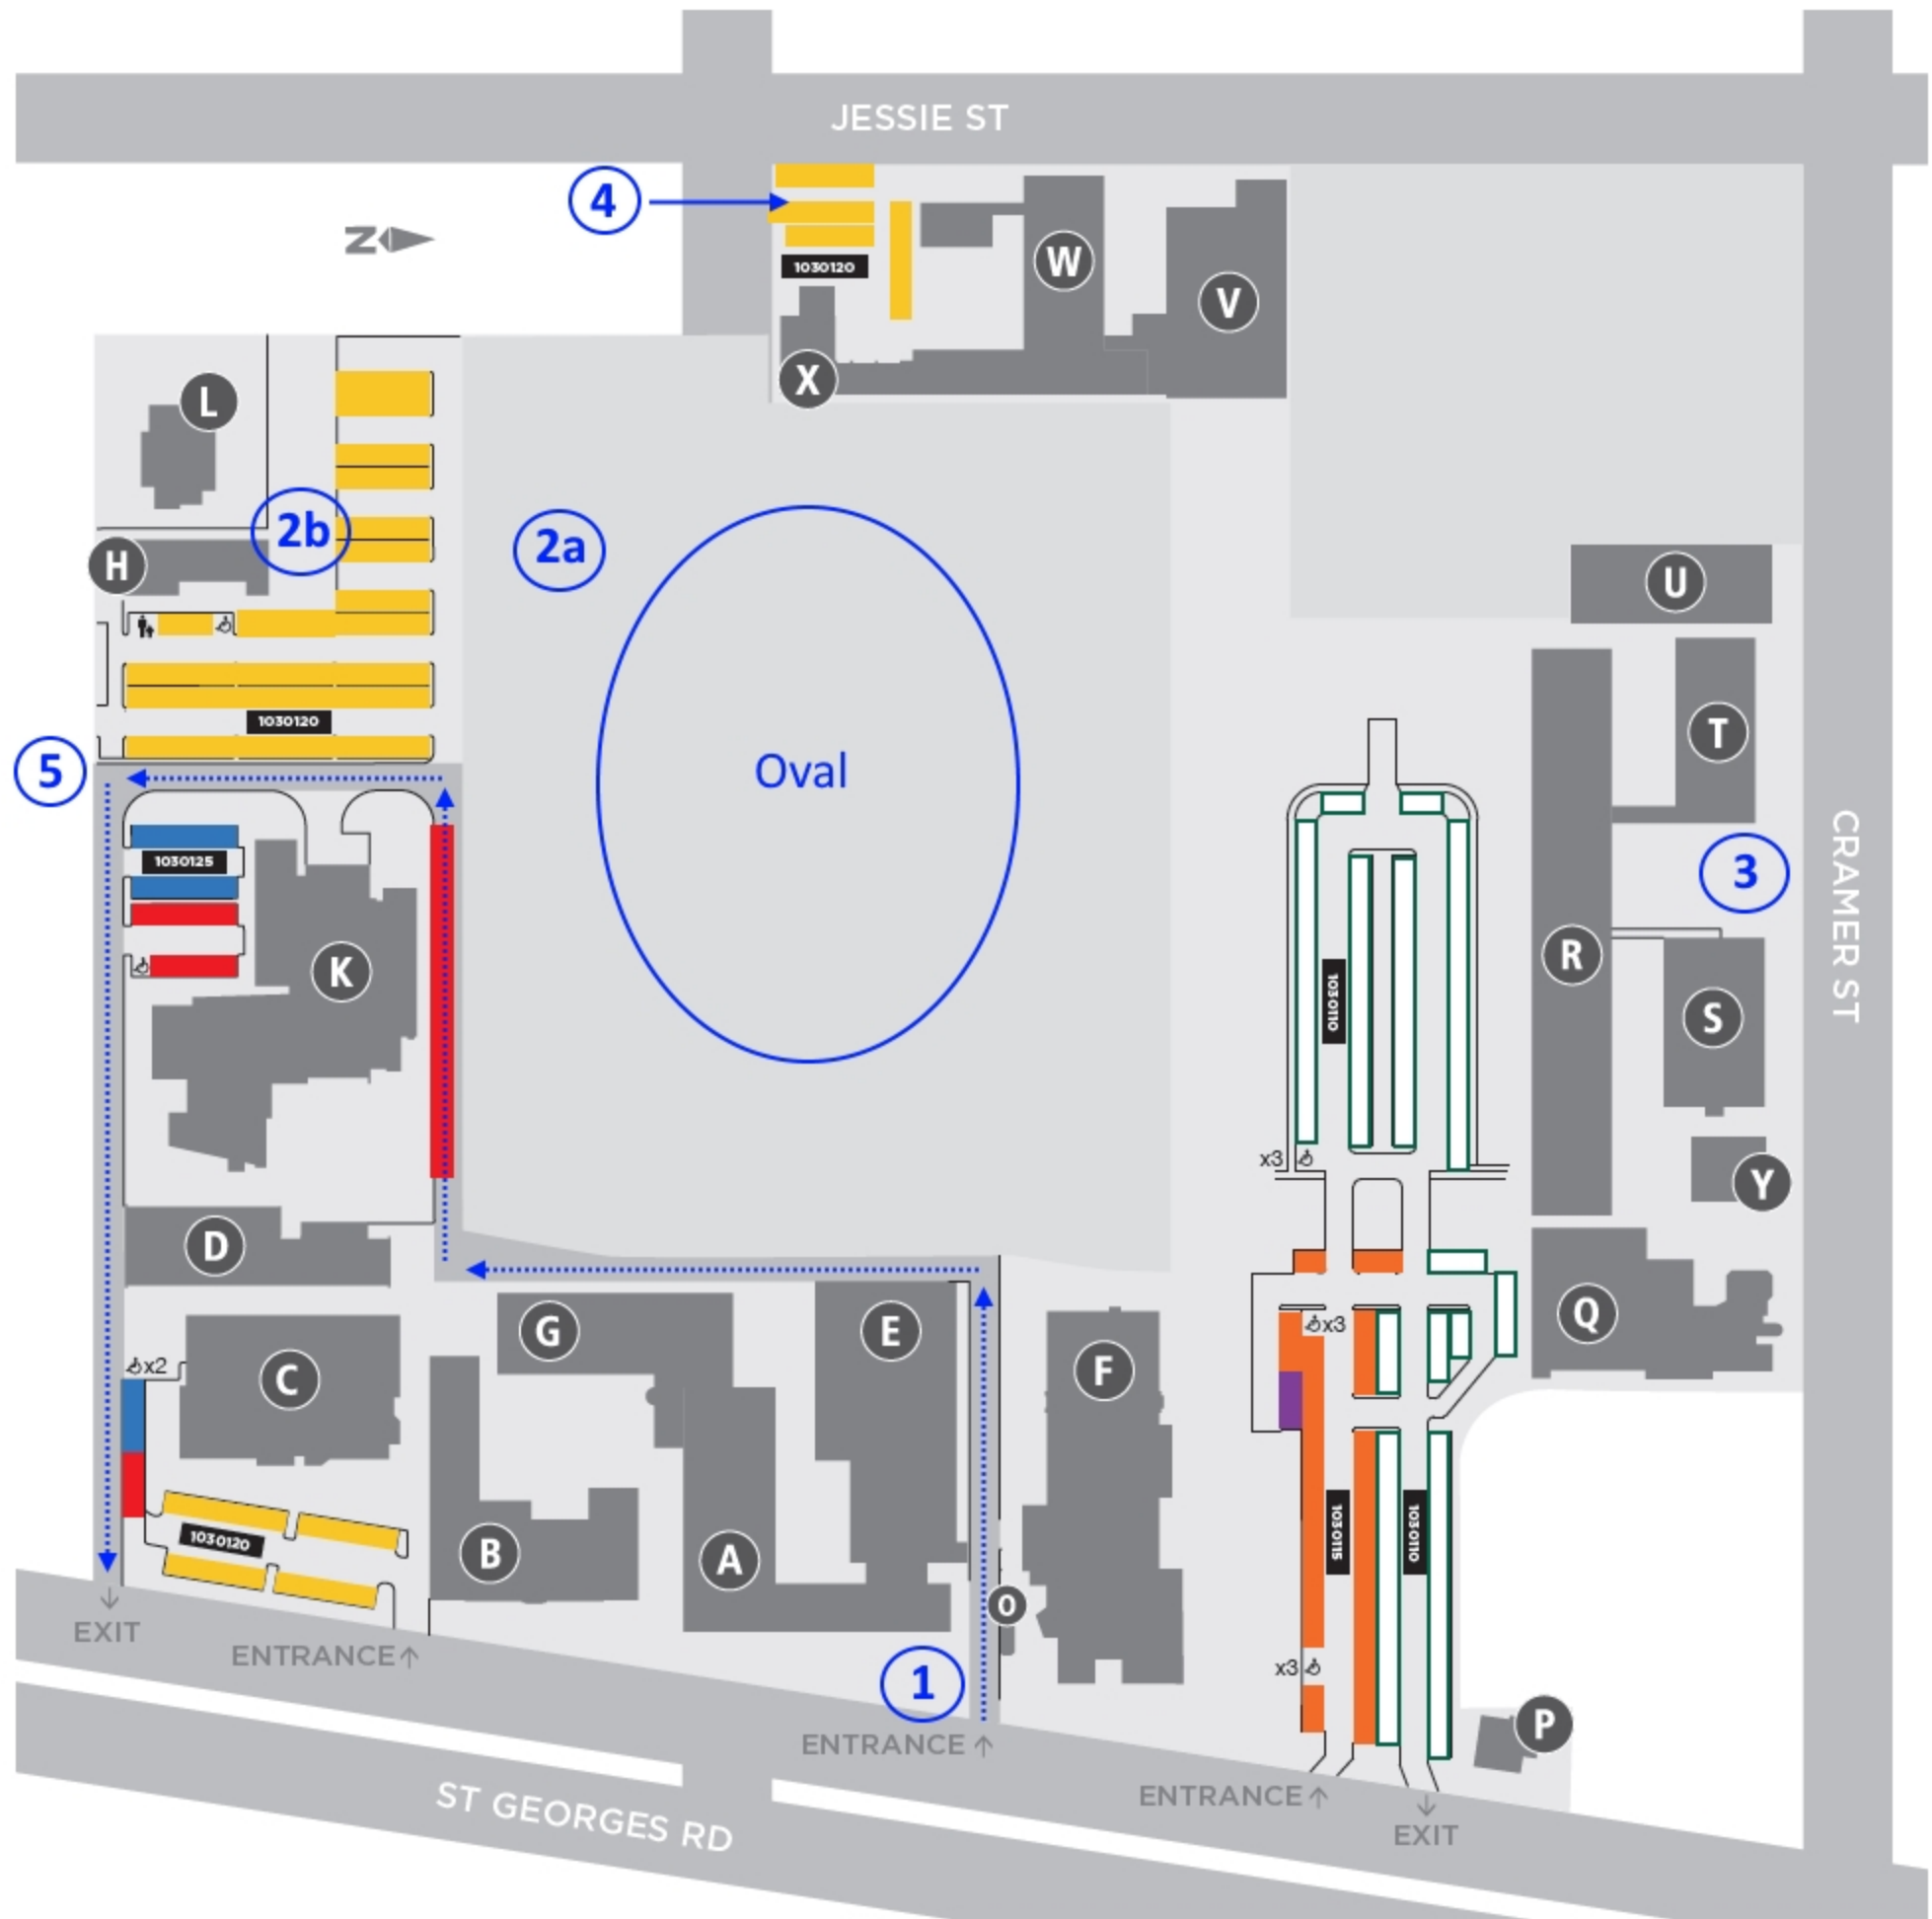 JESSIE ST
4
N
1030120
W
V
X
L
2b
2a
H
U
1030120
T
5
Oval
CRAMER ST
3
1030125
K
R
1030110
S
x3
Y
D
G
E
x3
Q
F
x2
C
B
A
1030120
1030115
1030110
O
EXIT
ENTRANCE
1
x3
P
ENTRANCE
ENTRANCE
ST GEORGES RD
EXIT